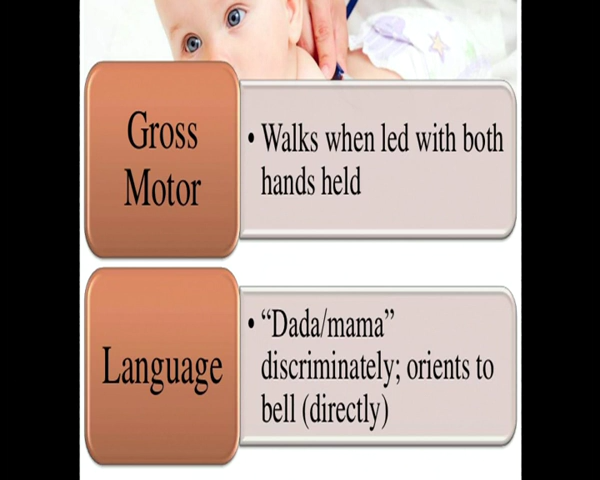 Gross
Motor
• Walks when led with both
hands held
Language
• “Dada/mama”
discriminately; orients to
bell (directly)